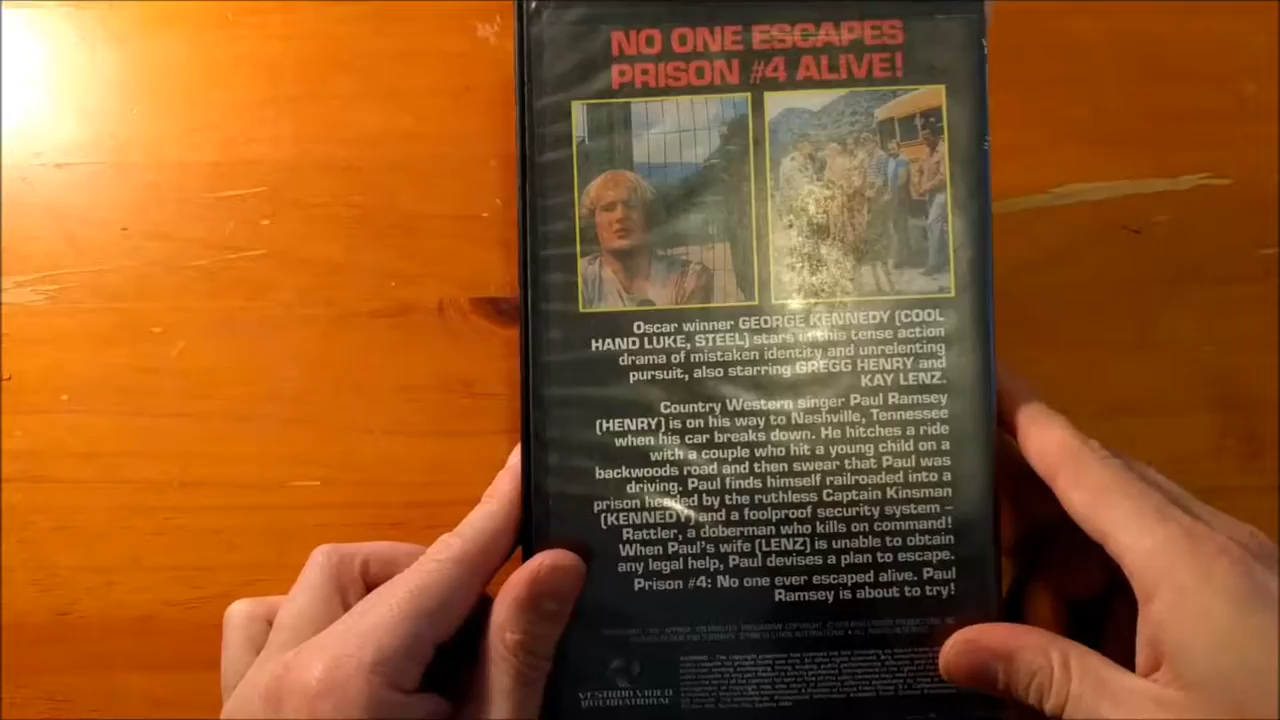 NO ONE ESCAPES
PRISON #4 ALIVE!
Oscar winner GEORGE KENNEDY (COOL
HAND LUKE, STEEL) stars in this tense action
drama of mistaken identity and unrelenting
pursuit, also starring GREGG HENRY and
KAY LENZ.
Country Western singer Paul Ramsey
(HENRY) is on his way to Nashville, Tennessee
when his car breaks down. He hitches a ride
with a couple who hit a young child on a
backwoods road and then swear that Paul was
driving. Paul finds himself railroaded into a
prison headed by the ruthless Captain Kinsman
(KENNEDY) and a foolproof security system –
Rattler, a doberman who kills on command!
When Paul's wife (LENZ) is unable to obtain
any legal help, Paul devises a plan to escape.
Prison #4: No one ever escaped alive. Paul
Ramsey is about to try!
VESTRON VIDEO
INTERNATIONAL